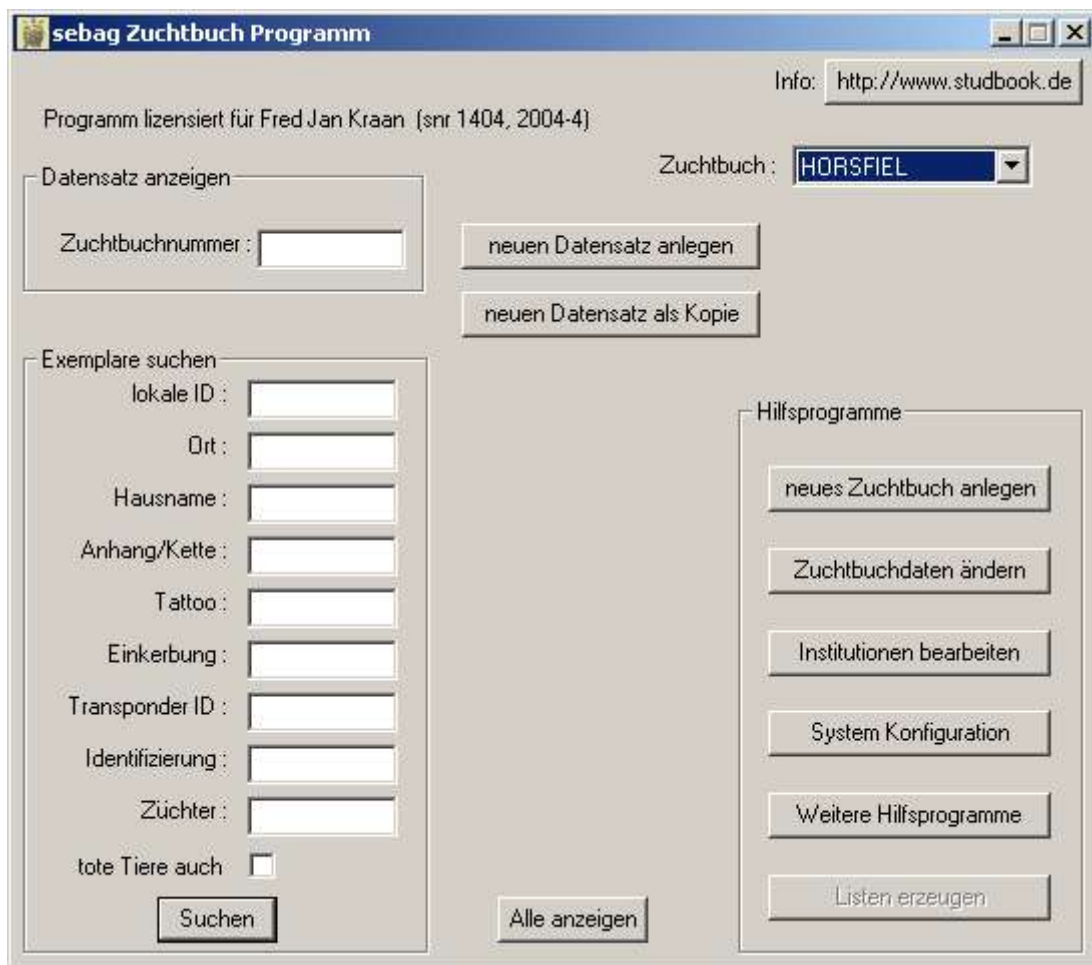 sebag Zuchtbuch Programm
Info: http://www.studbook.de
Programm lizensiert für Fred Jan Kraan (snr 1404, 2004-4)
Zuchtbuch : HORSFIEL
Datensatz anzeigen
Zuchtbuchnummer :
neuen Datensatz anlegen
neuen Datensatz als Kopie
Exemplare suchen
lokale ID :
Ort :
Hausname :
Anhang/Kette :
Tattoo :
Einkerbung :
Transponder ID :
Identifizierung :
Züchter :
tote Tiere auch
Suchen
Alle anzeigen
Hilfsprogramme
neues Zuchtbuch anlegen
Zuchtbuchdaten ändern
Institutionen bearbeiten
System Konfiguration
Weitere Hilfsprogramme
Listen erzeugen